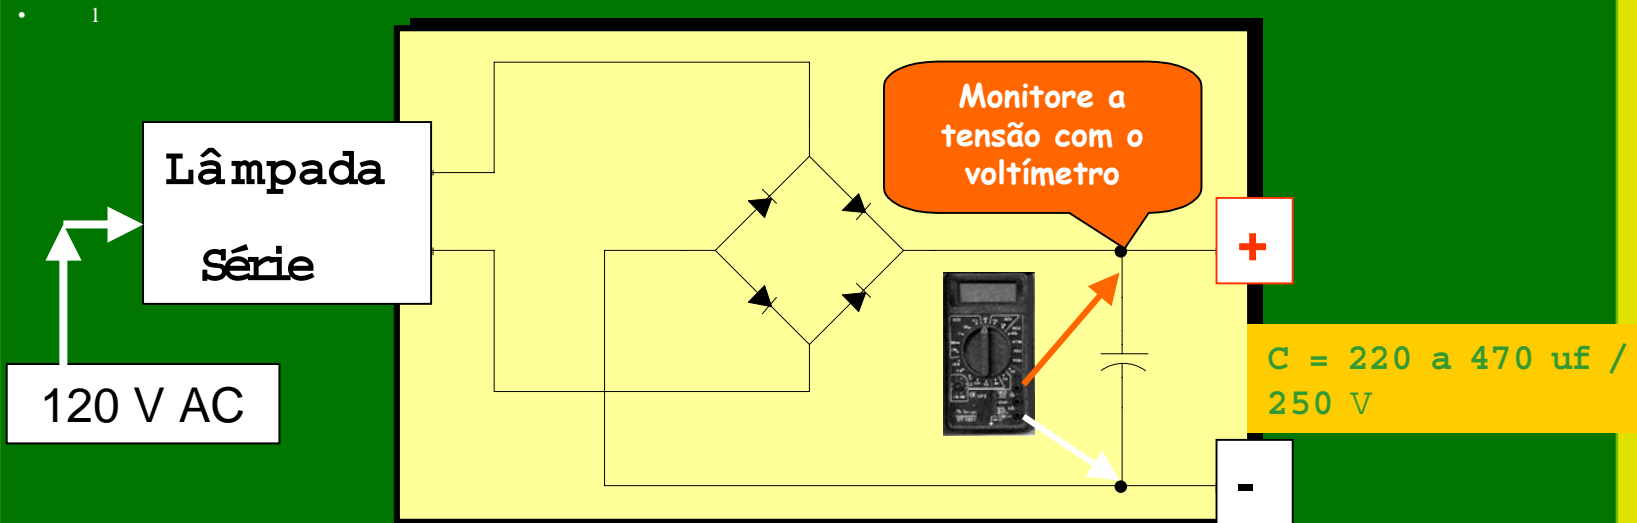 • 1
Monitore a
tensão com o
voltímetro
Lâmpada
Série
+
120 V AC
C = 220 a 470 uf /
250 V
-